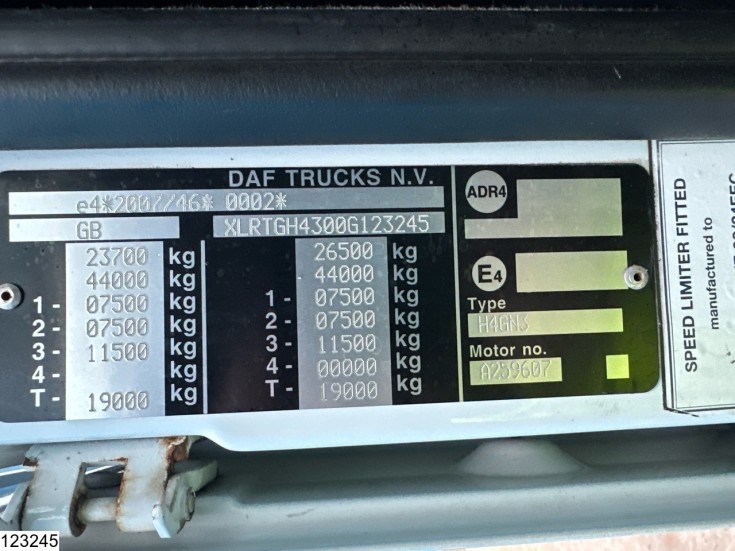 DAF TRUCKS N.V.
e4*2007/46* 0002*
GB XLRTGH4300G123245
23700 kg 26500 kg
44000 kg 44000 kg
1- 07500 kg 1- 07500 kg
2- 07500 kg 2- 07500 kg
3- 11500 kg 3- 11500 kg
4- kg 4- 00000 kg
T- 19000 kg T- 19000 kg
ADR4
E4
Type
H4GN3
Motor no.
A259607
SPEED LIMITER FITTED
manufactured to
123245